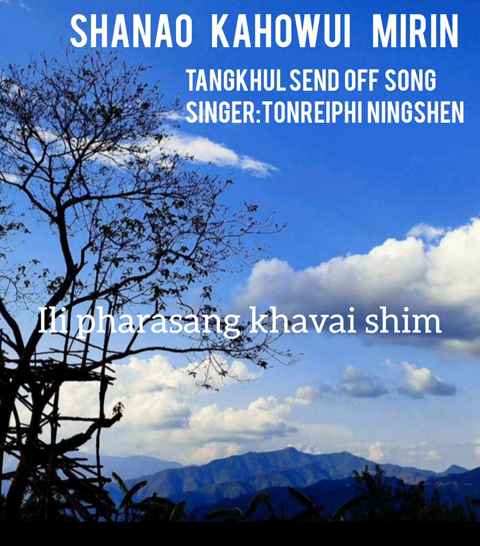 SHANAO KAHOWUI MIRIN
TANGKHUL SEND OFF SONG
SINGER:TONREIPHI NINGSHEN
Ili pharasang khavai shim